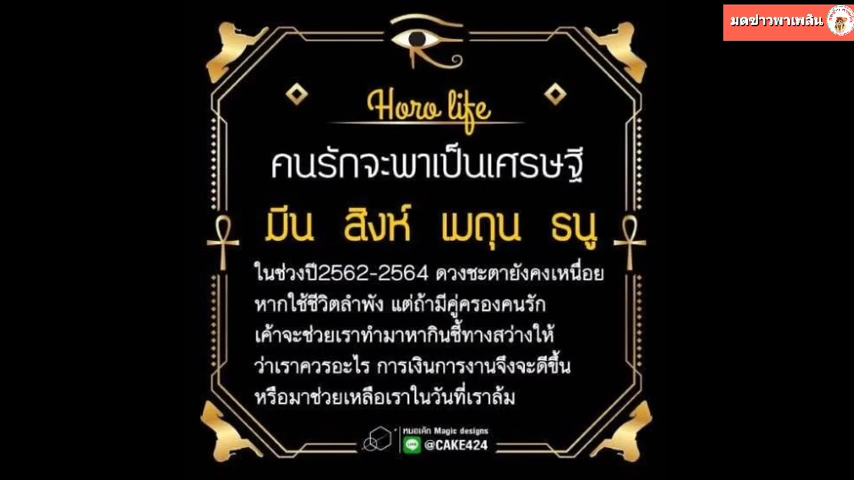 มดข่าวพาเพลิน
Horo life
คนรักจะพาเป็นเศรษฐี
มีน สิงห์ เมถุน ธนู
ในช่วงปี2562-2564 ดวงชะตายังคงเหนื่อย
หากใช้ชีวิตลำพัง แต่ถ้ามีคู่ครองคนรัก
เค้าจะช่วยเราทำมาหากินชี้ทางสว่างให้
ว่าเราควรอะไร การเงินการงานจึงจะดีขึ้น
หรือมาช่วยเหลือเราในวันที่เราล้ม
หมอเค้ก Magic designs
LINE @CAKE424